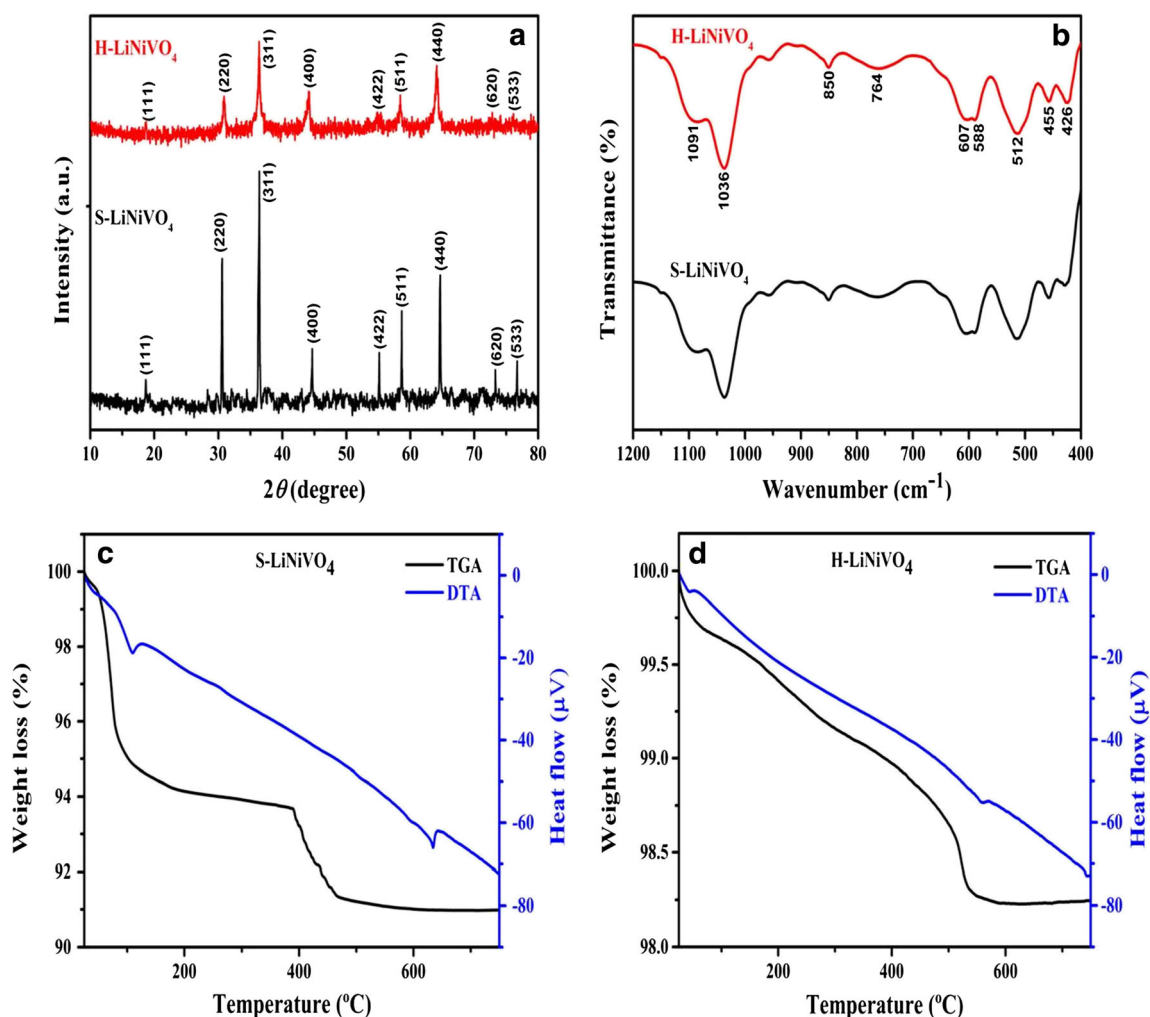 a
H-LiNiVO4
(111)
(220)
(311)
(400)
(422)
(511)
(440)
(620)
(533)
S-LiNiVO4
(111)
(220)
(311)
(400)
(422)
(511)
(440)
(620)
(533)
Intensity (a.u.)
10 20 30 40 50 60 70 80
2θ (degree)
b
H-LiNiVO4
1091
1036
850
764
607
588
512
455
426
S-LiNiVO4
Transmittance (%)
1200 1100 1000 900 800 700 600 500 400
Wavenumber (cm−1)
c
S-LiNiVO4
TGA
DTA
100
98
96
94
92
90
Weight loss (%)
0
-20
-40
-60
-80
Heat flow (μV)
200 400 600
Temperature (ºC)
d
H-LiNiVO4
TGA
DTA
100.0
99.5
99.0
98.5
98.0
Weight loss (%)
0
-20
-40
-60
-80
Heat flow (μV)
200 400 600
Temperature (ºC)